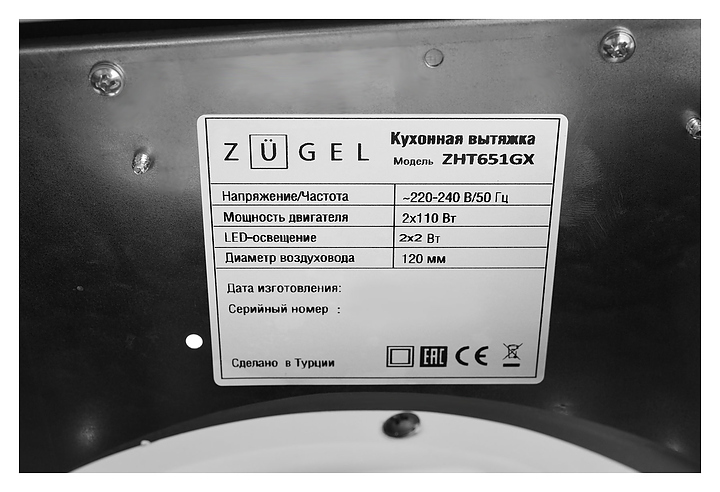 ZÜGEL
Кухонная вытяжка
Модель ZHT651GX
Напряжение/Частота ~220-240 В/50 Гц
Мощность двигателя 2x110 Вт
LED-освещение 2x2 Вт
Диаметр воздуховода 120 мм
Дата изготовления:
Серийный номер :
Сделано в Турции
EAC CE